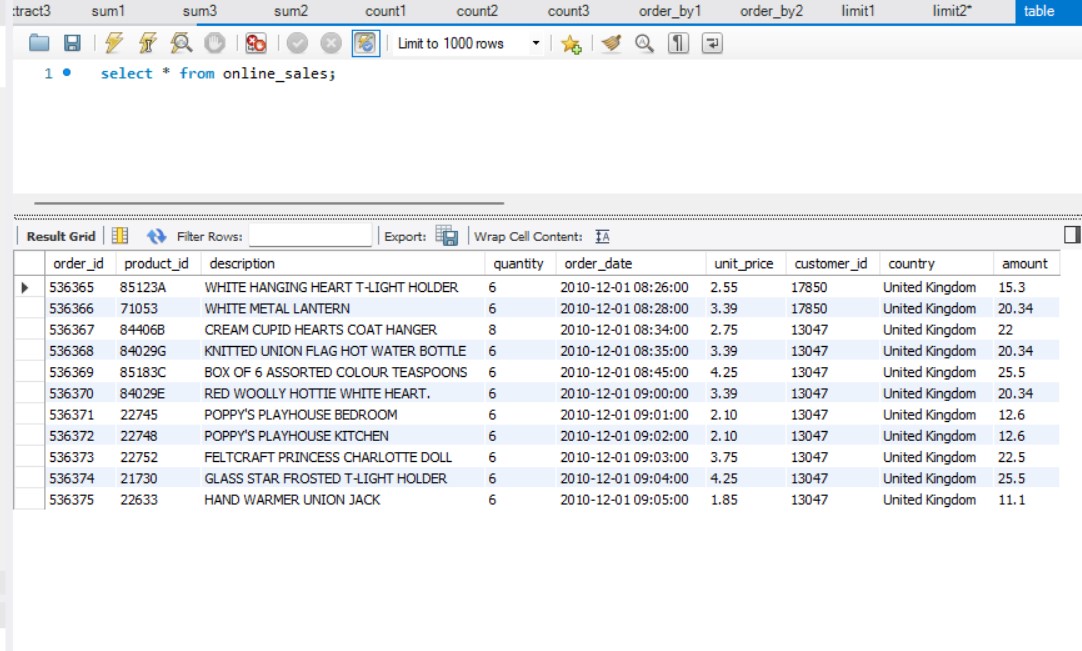 tract3 sum1 sum3 sum2 count1 count2 count3 order_by1 order_by2 limit1 limit2* table
Limit to 1000 rows
1 select * from online_sales;
Result Grid Filter Rows: Export: Wrap Cell Content: IA
order_id product_id description quantity order_date unit_price customer_id country amount
536365 85123A WHITE HANGING HEART T-LIGHT HOLDER 6 2010-12-01 08:26:00 2.55 17850 United Kingdom 15.3
536366 71053 WHITE METAL LANTERN 6 2010-12-01 08:28:00 3.39 17850 United Kingdom 20.34
536367 84406B CREAM CUPID HEARTS COAT HANGER 8 2010-12-01 08:34:00 2.75 13047 United Kingdom 22
536368 84029G KNITTED UNION FLAG HOT WATER BOTTLE 6 2010-12-01 08:35:00 3.39 13047 United Kingdom 20.34
536369 85183C BOX OF 6 ASSORTED COLOUR TEASPOONS 6 2010-12-01 08:45:00 4.25 13047 United Kingdom 25.5
536370 84029E RED WOOLLY HOTTIE WHITE HEART. 6 2010-12-01 09:00:00 3.39 13047 United Kingdom 20.34
536371 22745 POPPY'S PLAYHOUSE BEDROOM 6 2010-12-01 09:01:00 2.10 13047 United Kingdom 12.6
536372 22748 POPPY'S PLAYHOUSE KITCHEN 6 2010-12-01 09:02:00 2.10 13047 United Kingdom 12.6
536373 22752 FELTCRAFT PRINCESS CHARLOTTE DOLL 6 2010-12-01 09:03:00 3.75 13047 United Kingdom 22.5
536374 21730 GLASS STAR FROSTED T-LIGHT HOLDER 6 2010-12-01 09:04:00 4.25 13047 United Kingdom 25.5
536375 22633 HAND WARMER UNION JACK 6 2010-12-01 09:05:00 1.85 13047 United Kingdom 11.1